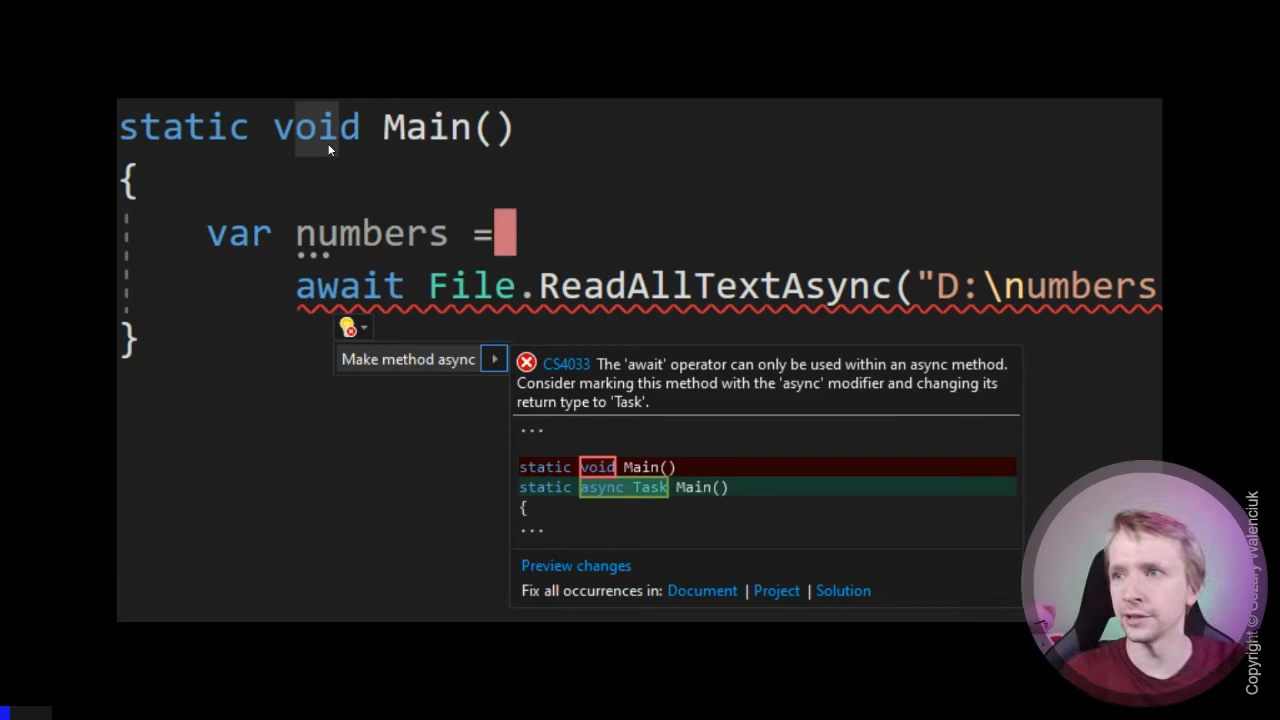 static void Main()
{
var numbers =
await File.ReadAllTextAsync("D:\numbers
}
Make method async
CS4033 The 'await' operator can only be used within an async method.
Consider marking this method with the 'async' modifier and changing its
return type to 'Task'.
...
static void Main()
static async Task Main()
{
...
Preview changes
Fix all occurrences in: Document | Project | Solution
Copyright © Cezary Walenciuk